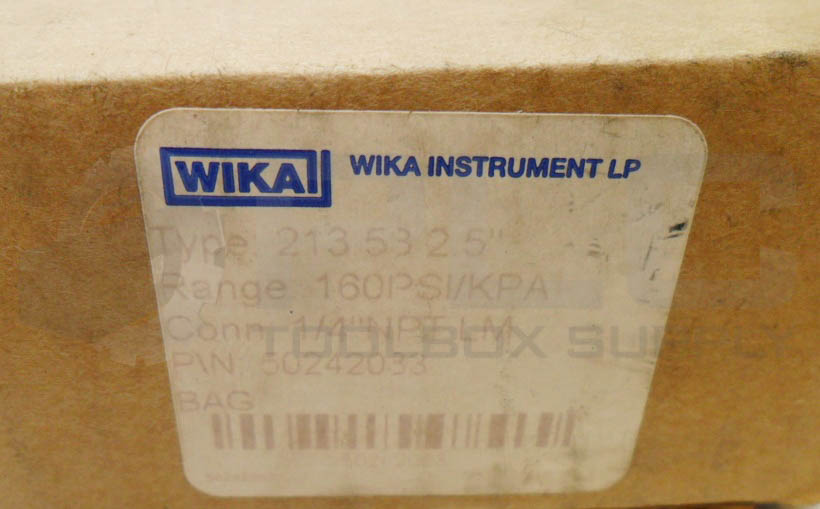 WIKA WIKA INSTRUMENT LP
Type 213 53 2 5"
Range 160PSI/KPA
Conn 1/4"NPT LM
TOOLBOX SUPPLY
P\N 50242033
BAG